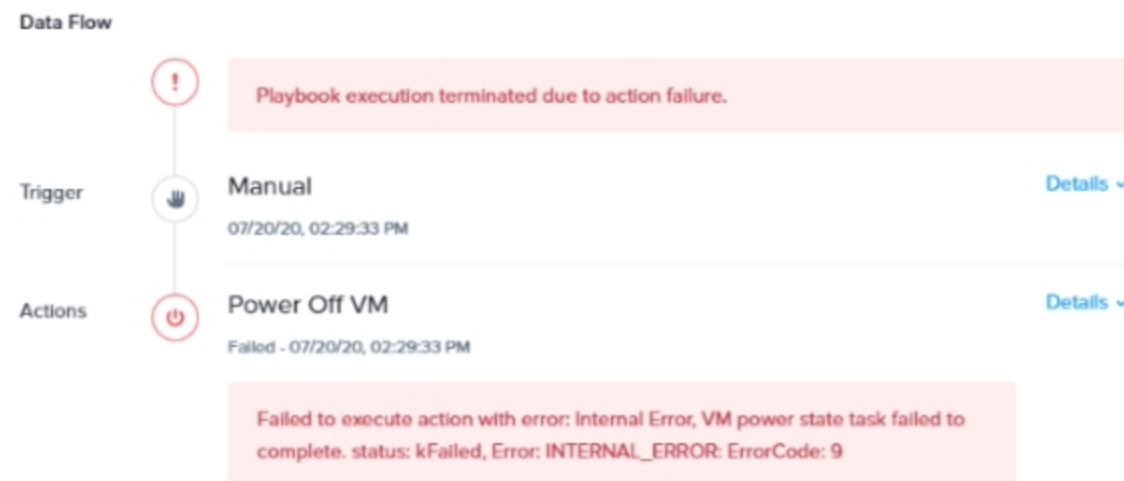 Data Flow
Playbook execution terminated due to action failure.
Trigger
Manual
Details
07/20/20, 02:29:33 PM
Actions
Power Off VM
Details
Failed - 07/20/20, 02:29:33 PM
Failed to execute action with error: Internal Error, VM power state task failed to
complete. status: kFailed, Error: INTERNAL_ERROR: ErrorCode: 9